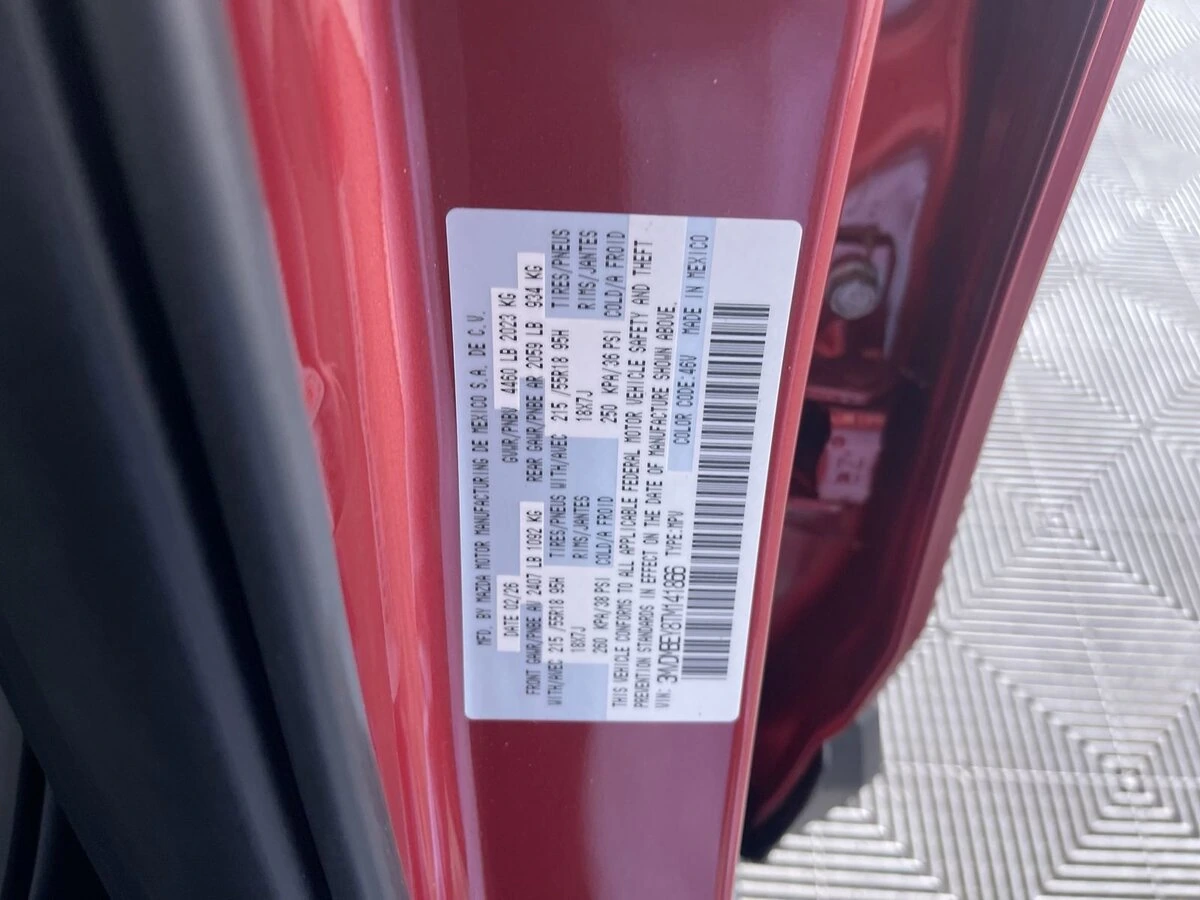 MFD. BY MAZDA MOTOR MANUFACTURING DE MEXICO S.A. DE C.V.
DATE 02/26 GVWR/PNBV 4460 LB 2023 KG
FRONT GAWR/PNBE AV 2407 LB 1092 KG REAR GAWR/PNBE AR 2059 LB 934 KG
WITH/AVEC 215 /55R18 95H TIRES/PNEUS WITH/AVEC 215 /55R18 95H TIRES/PNEUS
18X7J RIMS/JANTES 18X7J RIMS/JANTES
260 KPA/38 PSI COLD/A FROID 250 KPA/36 PSI COLD/A FROID
THIS VEHICLE CONFORMS TO ALL APPLICABLE FEDERAL MOTOR VEHICLE SAFETY AND THEFT
PREVENTION STANDARDS IN EFFECT ON THE DATE OF MANUFACTURE SHOWN ABOVE.
VIN: 3MVDMBEY8TM141866 TYPE:MPV COLOR CODE:46V MADE IN MEXICO